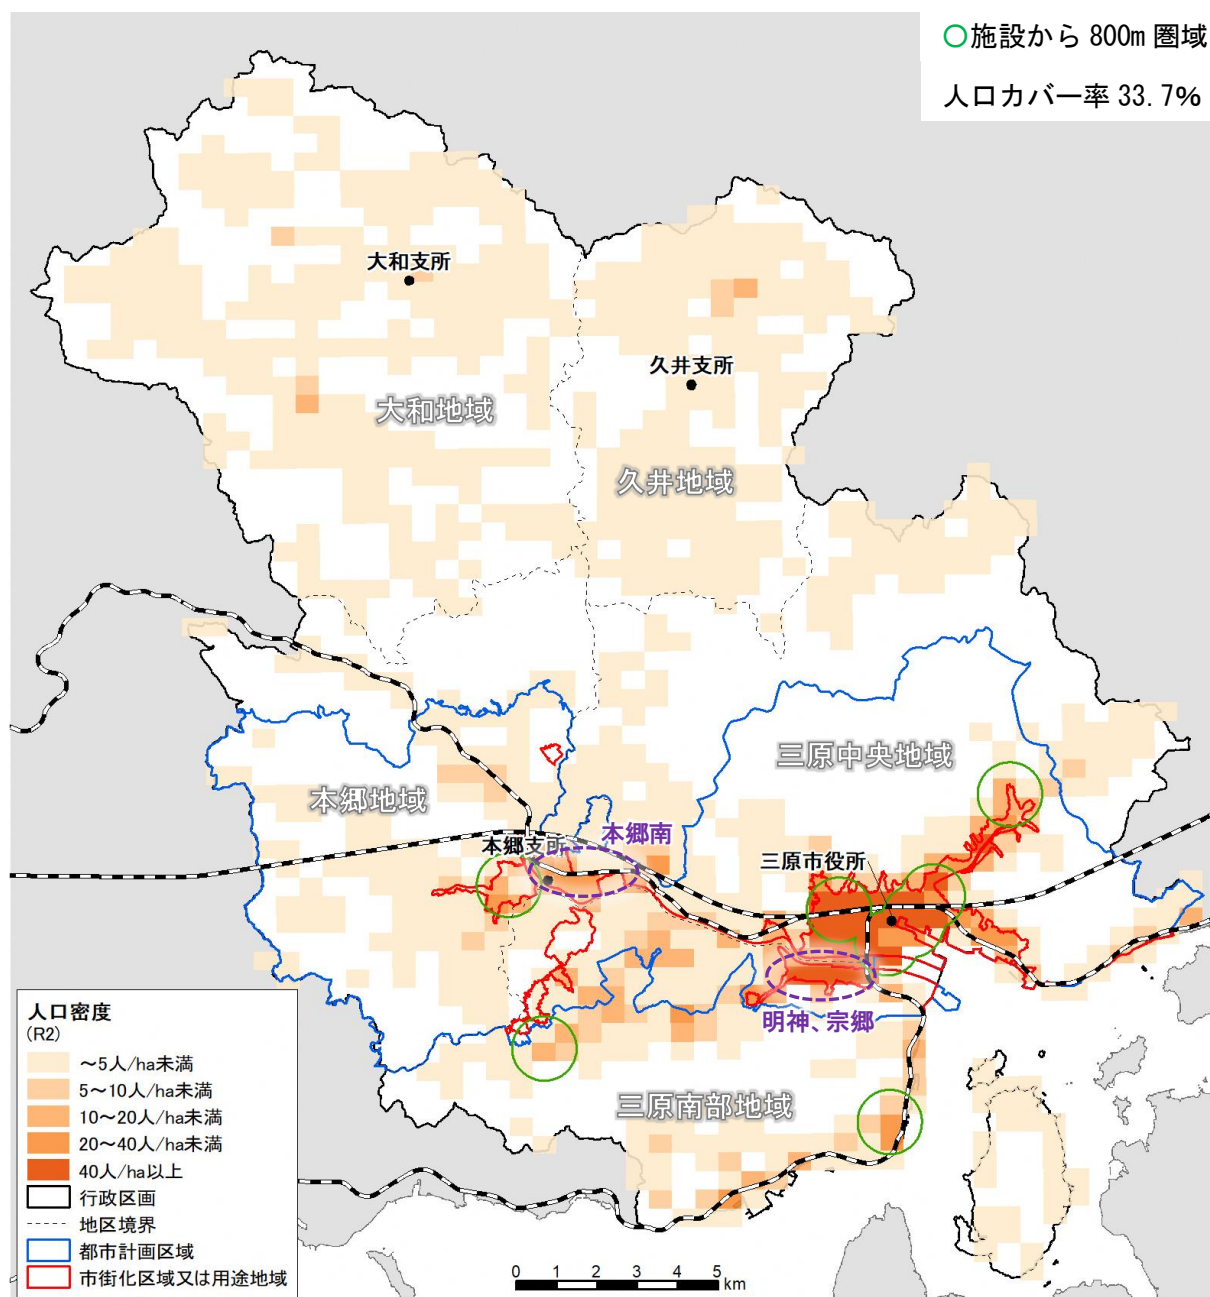 ○施設から 800m 圏域
人口カバー率 33.7%
大和支所
久井支所
大和地域
久井地域
三原中央地域
本郷地域
本郷南
本郷支所
三原市役所
明神、宗郷
三原南部地域
人口密度
(R2)
～5人/ha未満
5～10人/ha未満
10～20人/ha未満
20～40人/ha未満
40人/ha以上
行政区画
地区境界
都市計画区域
市街化区域又は用途地域
0 1 2 3 4 5
km